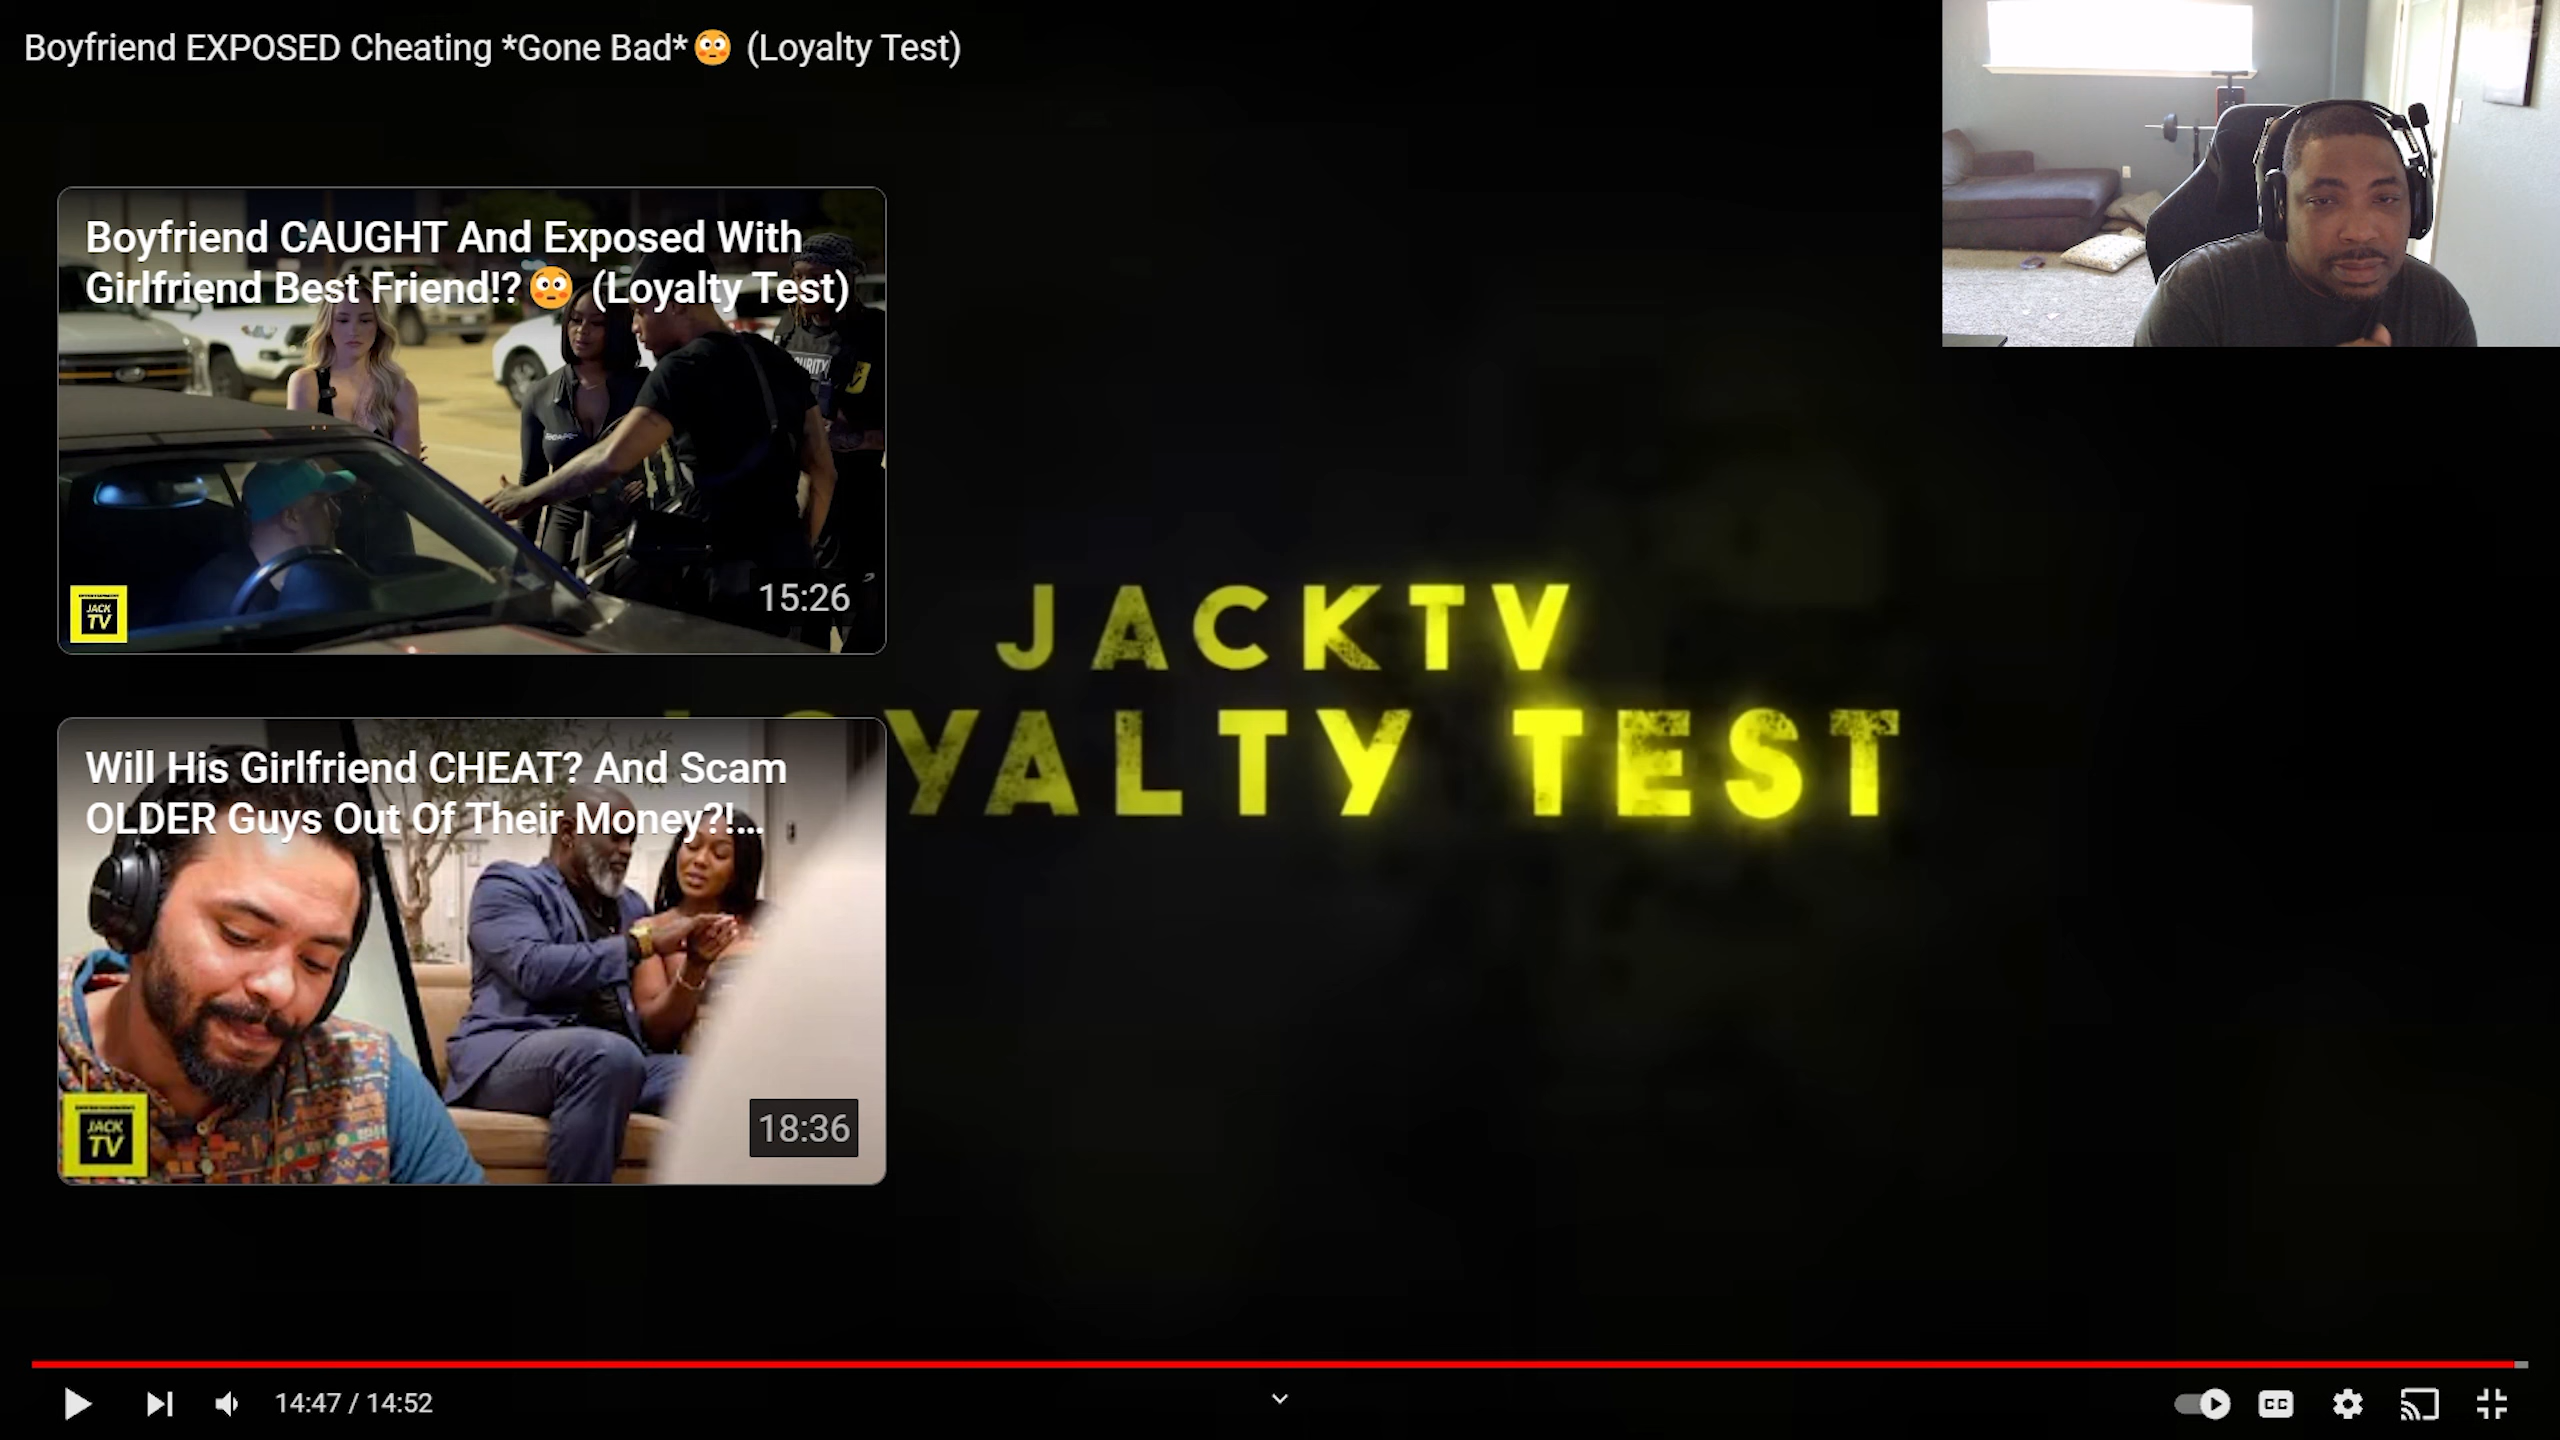 Boyfriend EXPOSED Cheating *Gone Bad*😳 (Loyalty Test)
Boyfriend CAUGHT And Exposed With
Girlfriend Best Friend!?😳 (Loyalty Test)
JACK
TV
15:26
JACKTV
YALTY TEST
Will His Girlfriend CHEAT? And Scam
OLDER Guys Out Of Their Money?!...
JACK
TV
18:36
14:47 / 14:52
CC